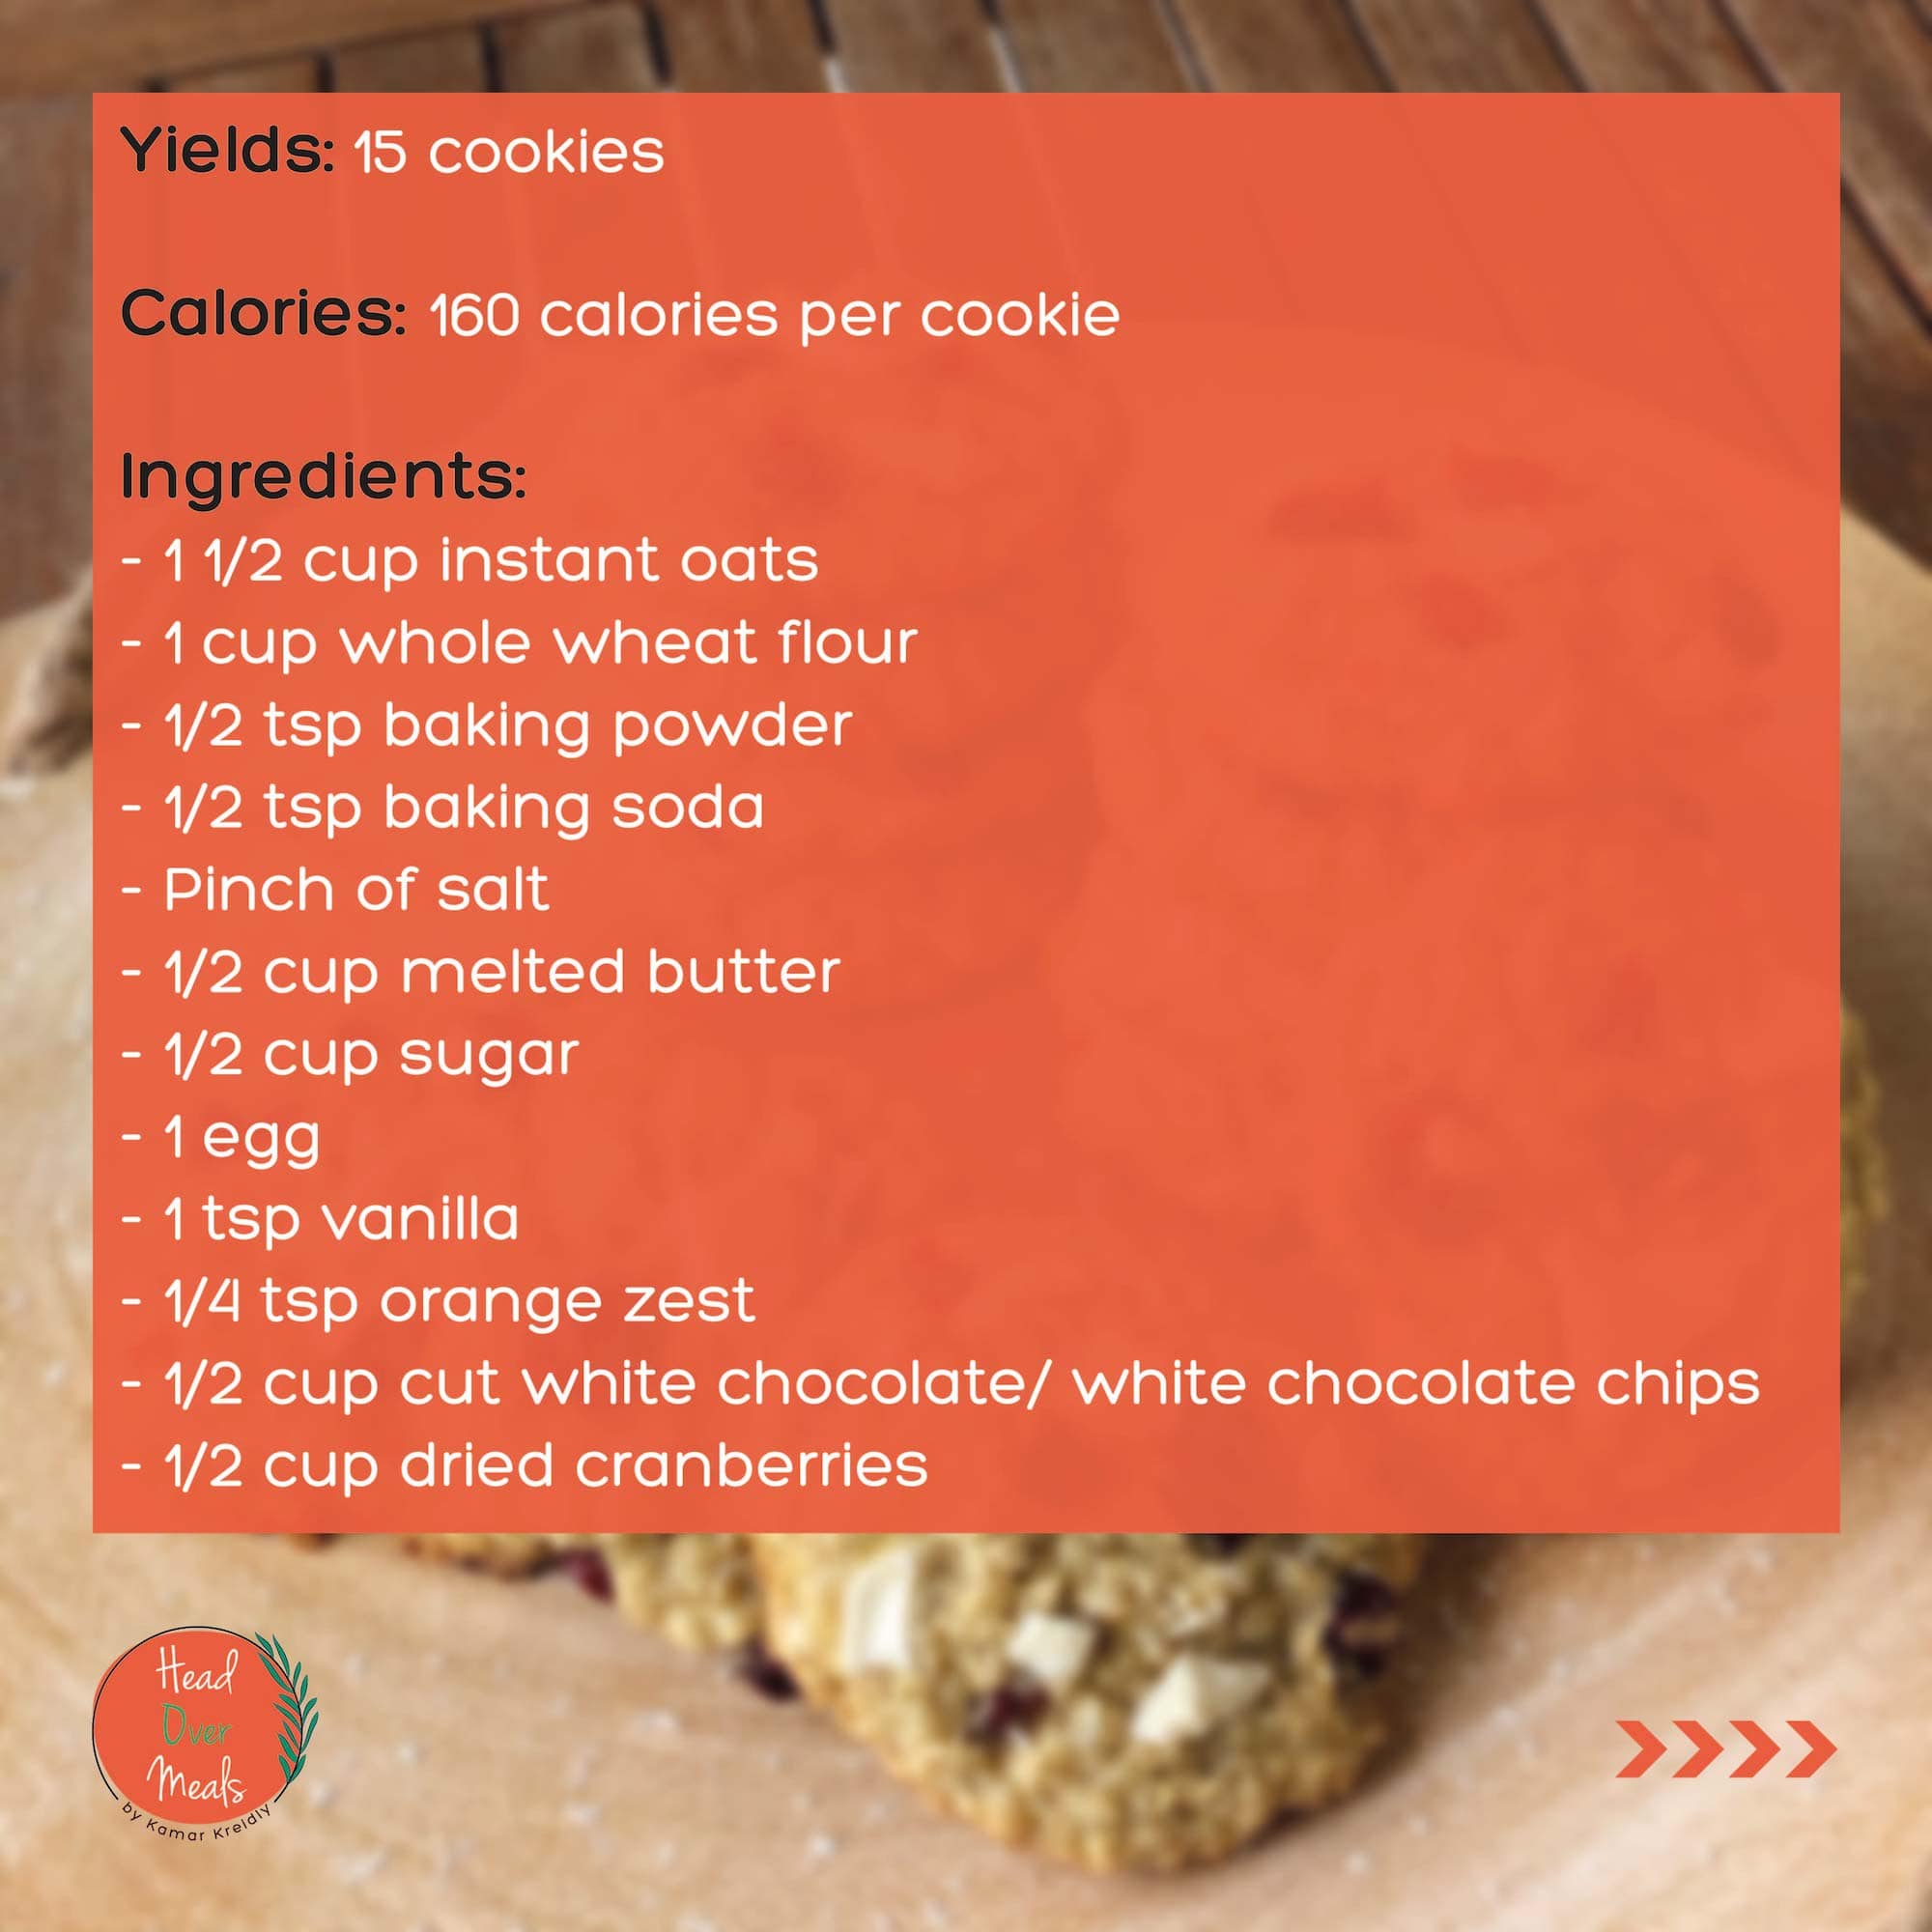 Yields: 15 cookies
Calories: 160 calories per cookie
Ingredients:
- 1 1/2 cup instant oats
- 1 cup whole wheat flour
- 1/2 tsp baking powder
- 1/2 tsp baking soda
- Pinch of salt
- 1/2 cup melted butter
- 1/2 cup sugar
- 1 egg
- 1 tsp vanilla
- 1/4 tsp orange zest
- 1/2 cup cut white chocolate/ white chocolate chips
- 1/2 cup dried cranberries
Head
Over
Meals
by Kamar Kreidly